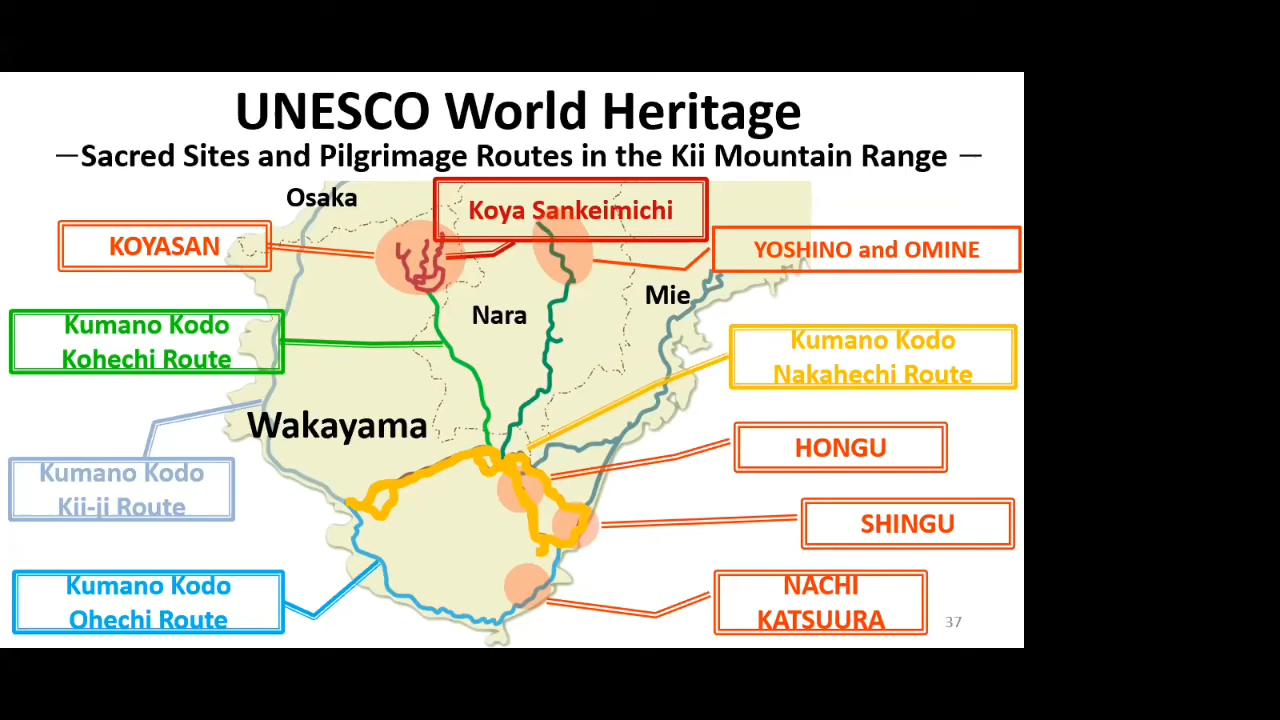 UNESCO World Heritage
—Sacred Sites and Pilgrimage Routes in the Kii Mountain Range —
Osaka
Koya Sankeimichi
KOYASAN
YOSHINO and OMINE
Mie
Nara
Kumano Kodo
Kohechi Route
Kumano Kodo
Nakahechi Route
Wakayama
HONGU
Kumano Kodo
Kii-ji Route
SHINGU
Kumano Kodo
Ohechi Route
NACHI
KATSUURA
37